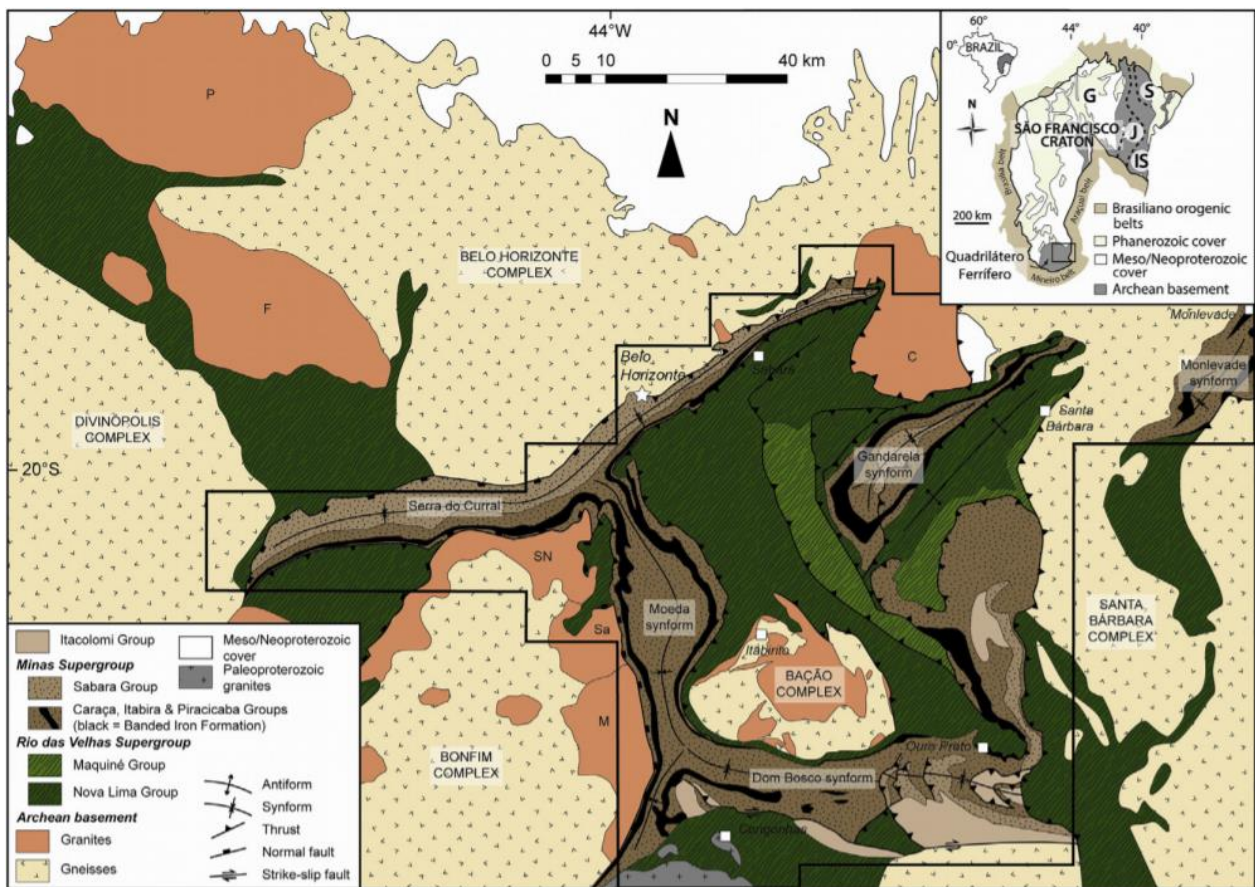 44°W
0 5 10 40 km
N
P
F
BELO HORIZONTE
COMPLEX
DIVINÓPOLIS
COMPLEX
20°S
Belo
Horizonte
Sabará
C
Santa
Bárbara
Monlevade
Monlevade
synform
Gandarela
synform
Serra do Curral
SN
Sa
M
Moeda
synform
Itabirito
BAÇÃO
COMPLEX
SANTA
BÁRBARA
COMPLEX
BONFIM
COMPLEX
Ouro Preto
Dom Bosco synform
Congonhas
60°
0°
BRAZIL
44°
40°
N
G
S
SÃO FRANCISCO
CRATON
J
IS
Brasília belt
Araçuaí belt
200 km
Quadrilátero
Ferrífero
Mineiro belt
Brasiliano orogenic
belts
Phanerozoic cover
Meso/Neoproterozoic
cover
Archean basement
Itacolomi Group
Meso/Neoproterozoic
cover
Minas Supergroup
Paleoproterozoic
granites
Sabara Group
Caraça, Itabira & Piracicaba Groups
(black = Banded Iron Formation)
Rio das Velhas Supergroup
Maquiné Group
Nova Lima Group
Archean basement
Granites
Gneisses
Antiform
Synform
Thrust
Normal fault
Strike-slip fault